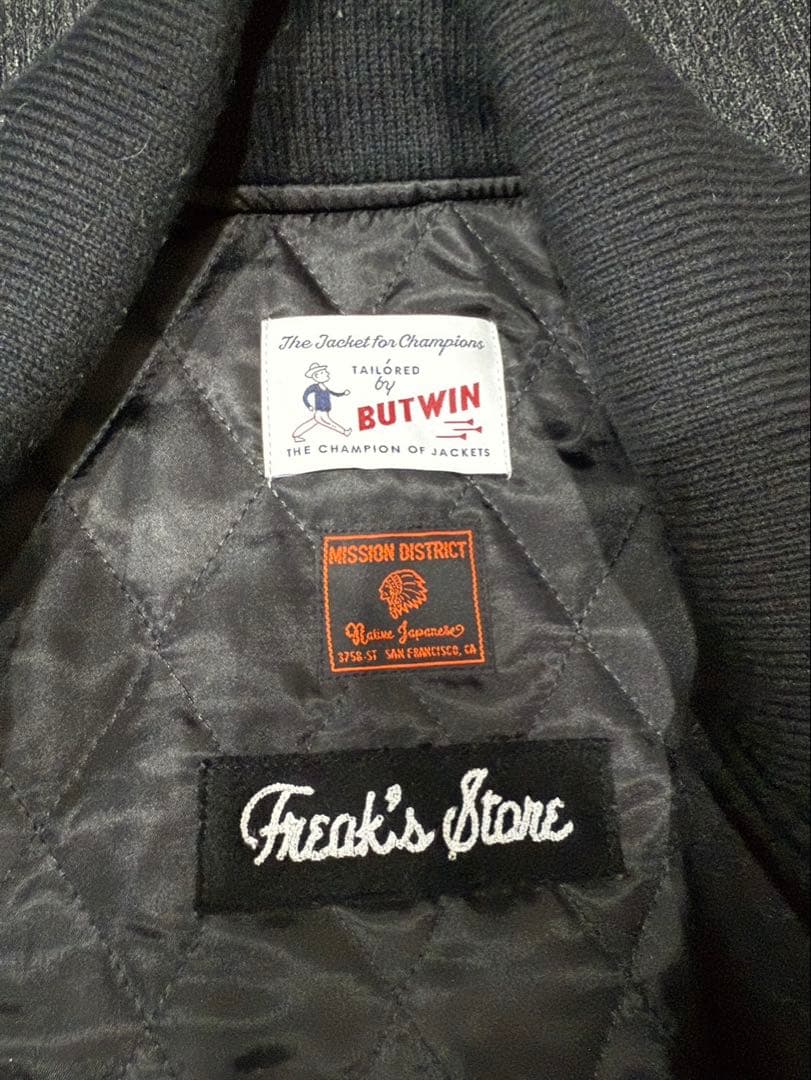 The Jacket for Champions
TAILORED
by
BUTWIN
THE CHAMPION OF JACKETS
MISSION DISTRICT
Native Japanese
3758-ST SAN FRANCISCO, CA
Freak's Store